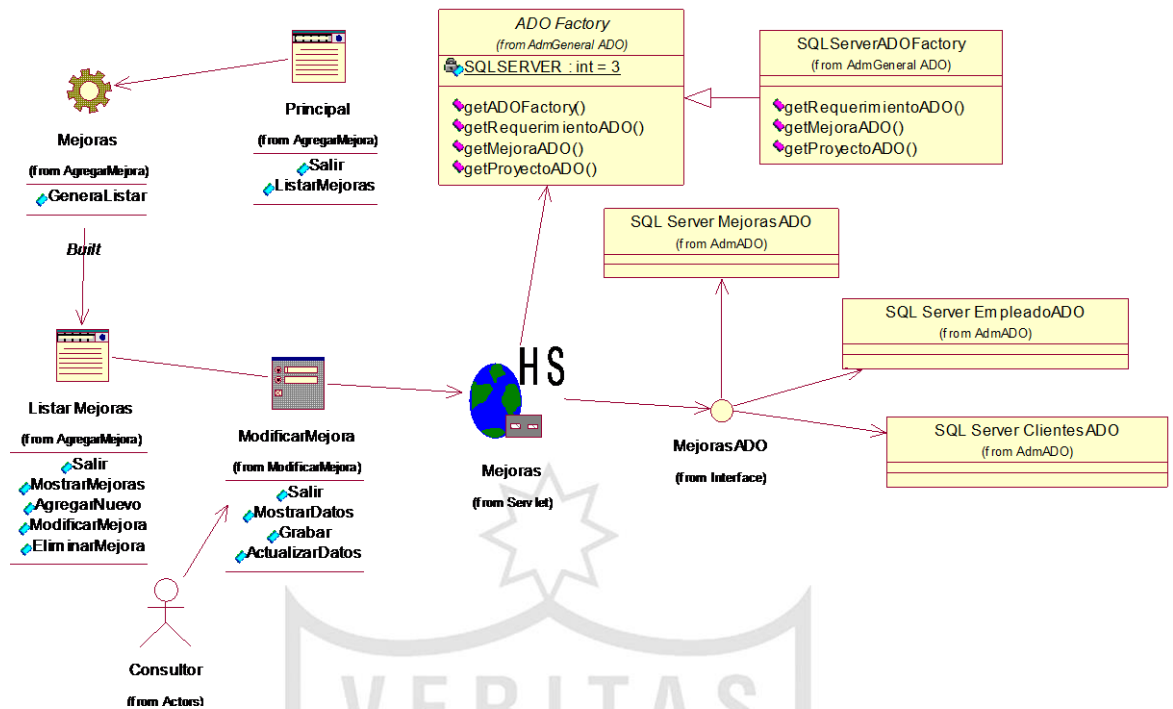 Principal
(from AgregarMejora)
Salir
ListarMejoras
Mejoras
(from AgregarMejora)
GeneraListar
Built
Listar Mejoras
(from AgregarMejora)
Salir
MostrarMejoras
AgregarNuevo
ModificarMejora
EliminarMejora
ModificarMejora
(from ModificarMejora)
Salir
MostrarDatos
Grabar
ActualizarDatos
Consultor
(from Actors)
ADO Factory
(from AdmGeneral ADO)
SQLSERVER : int = 3
getADOFactory()
getRequerimientoADO()
getMejoraADO()
getProyectoADO()
SQLServerADOFactory
(from AdmGeneral ADO)
getRequerimientoADO()
getMejoraADO()
getProyectoADO()
HS
Mejoras
(from Servlet)
MejorasADO
(from Interface)
SQL Server MejorasADO
(from AdmADO)
SQL Server EmpleadoADO
(from AdmADO)
SQL Server ClientesADO
(from AdmADO)
VERITAS